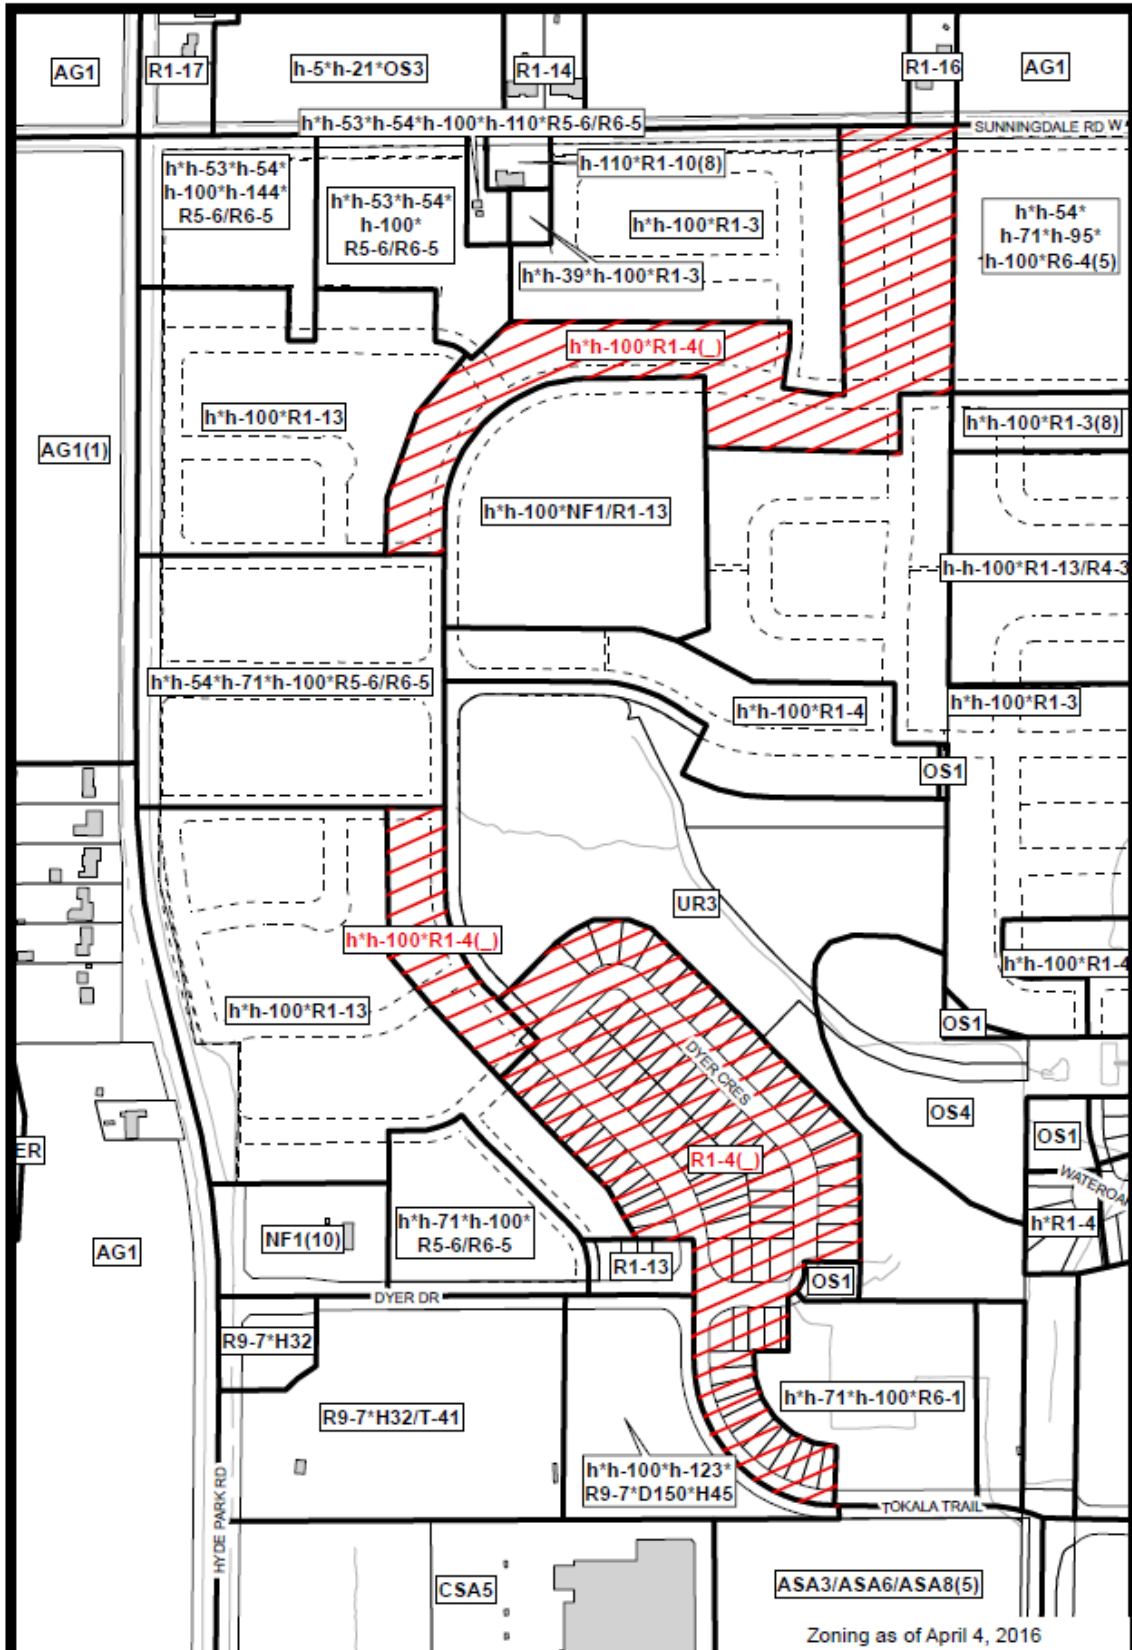 AG1
R1-17
h-5*h-21*OS3
R1-14
R1-16
AG1
h*h-53*h-54*h-100*h-110*R5-6/R6-5
SUNNINGDALE RD W
h*h-53*h-54*
h-100*h-144*
R5-6/R6-5
h*h-53*h-54*
h-100*
R5-6/R6-5
h-110*R1-10(8)
h*h-100*R1-3
h*h-54*
h-71*h-95*
h-100*R6-4(5)
h*h-39*h-100*R1-3
h*h-100*R1-4(_)
h*h-100*R1-13
h*h-100*R1-3(8)
AG1(1)
h*h-100*NF1/R1-13
h-h-100*R1-13/R4-3
h*h-54*h-71*h-100*R5-6/R6-5
h*h-100*R1-4
h*h-100*R1-3
OS1
UR3
h*h-100*R1-4(_)
h*h-100*R1-4
h*h-100*R1-13
OS1
DYER CRES
OS4
OS1
ER
R1-4(_)
WATEROA
h*R1-4
h*h-71*h-100*
R5-6/R6-5
NF1(10)
AG1
R1-13
OS1
DYER DR
R9-7*H32
h*h-71*h-100*R6-1
R9-7*H32/T-41
h*h-100*h-123*
R9-7*D150*H45
HYDE PARK RD
TOKALA TRAIL
CSA5
ASA3/ASA6/ASA8(5)
Zoning as of April 4, 2016